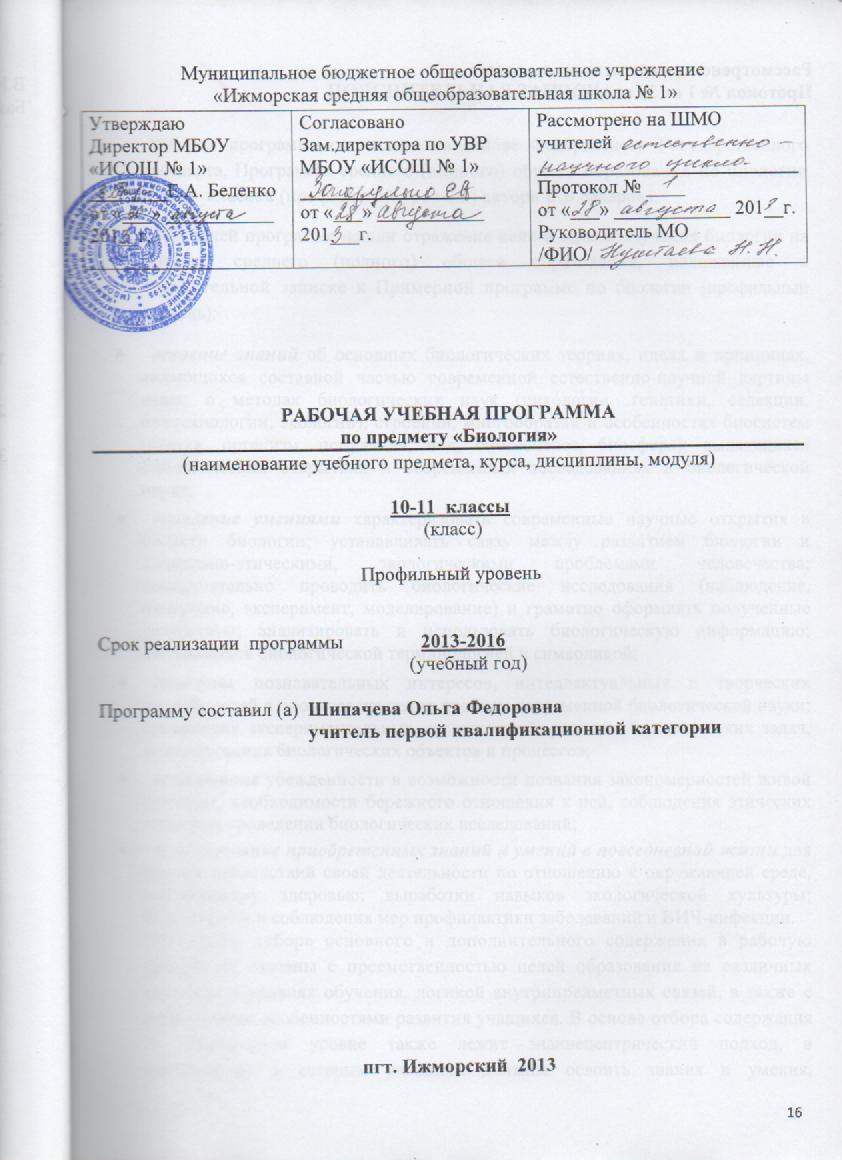 Муниципальное бюджетное общеобразовательное учреждение
«Ижморская средняя общеобразовательная школа № 1»
Утверждаю
Директор МБОУ
«ИСОШ № 1»
Е.А. Беленко
августа
Согласовано
Зам.директора по УВР
МБОУ «ИСОШ № 1»
от «28» августа
2013 г.
Рассмотрено на ШМО
учителей естественно –
научного цикла
Протокол № 1
от «28» августа 201 г.
Руководитель МО
/ФИО/ Н.Н.
РАБОЧАЯ УЧЕБНАЯ ПРОГРАММА
по предмету «Биология»
(наименование учебного предмета, курса, дисциплины, модуля)
10-11 классы
(класс)
Профильный уровень
Срок реализации программы 2013-2016
(учебный год)
Программу составил (а) Шипачева Ольга Федоровна
учитель первой квалификационной категории
пгт. Ижморский 2013
16